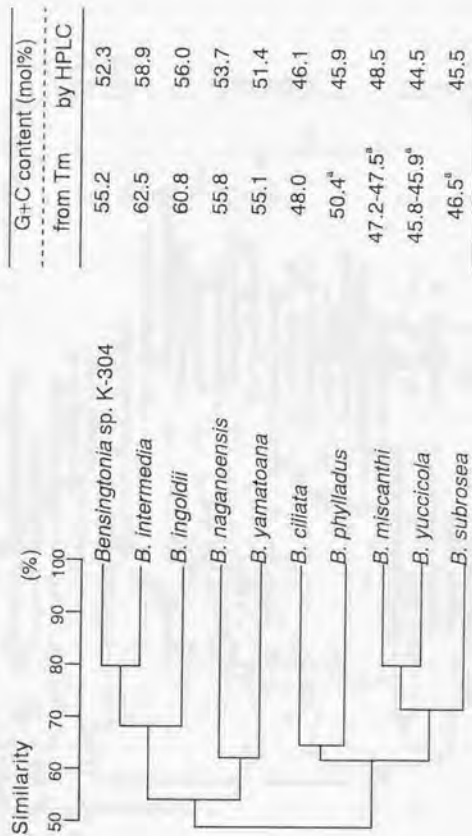 Similarity (%) G+C content (mol%)
50 60 70 80 90 100 from Tm by HPLC
Bensingtonia sp. K-304 55.2 52.3
B. intermedia 62.5 58.9
B. ingoldii 60.8 56.0
B. naganoensis 55.8 53.7
B. yamatoana 55.1 51.4
B. ciliata 48.0 46.1
B. phylladus 50.4ª 45.9
B. miscanthi 47.2-47.5ª 48.5
B. yuccicola 45.8-45.9ª 44.5
B. subrosea 46.5ª 45.5